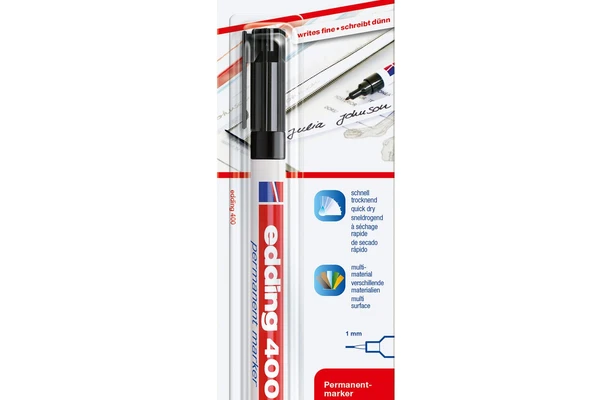 writes fine • schreibt dünn
Julia Johnson
edding 400
schnell
trocknend
quick dry
sneldrogend
à séchage
rapide
de secado
rápido
multi-
material
verschillende
materialien
multi
surface
1 mm
edding 400
permanent marker
Permanent-
marker